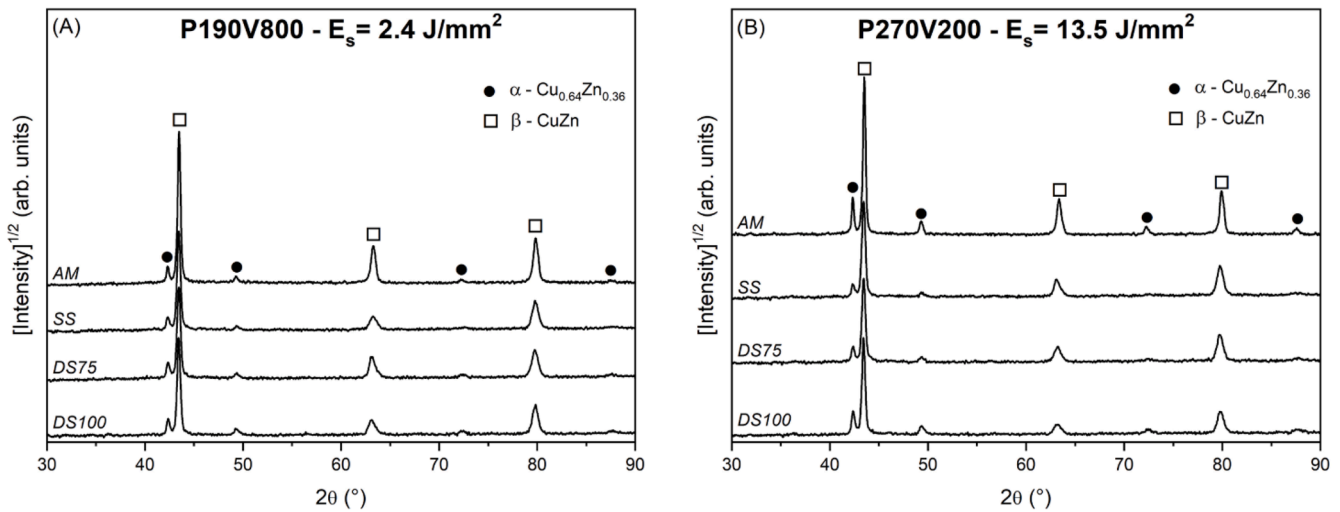 (A)
P190V800 - Es= 2.4 J/mm²
● α - Cu0.64Zn0.36
□ β - CuZn
[Intensity]1/2 (arb. units)
AM
SS
DS75
DS100
30 40 50 60 70 80 90
2θ (°)
(B)
P270V200 - Es= 13.5 J/mm²
● α - Cu0.64Zn0.36
□ β - CuZn
[Intensity]1/2 (arb. units)
AM
SS
DS75
DS100
30 40 50 60 70 80 90
2θ (°)